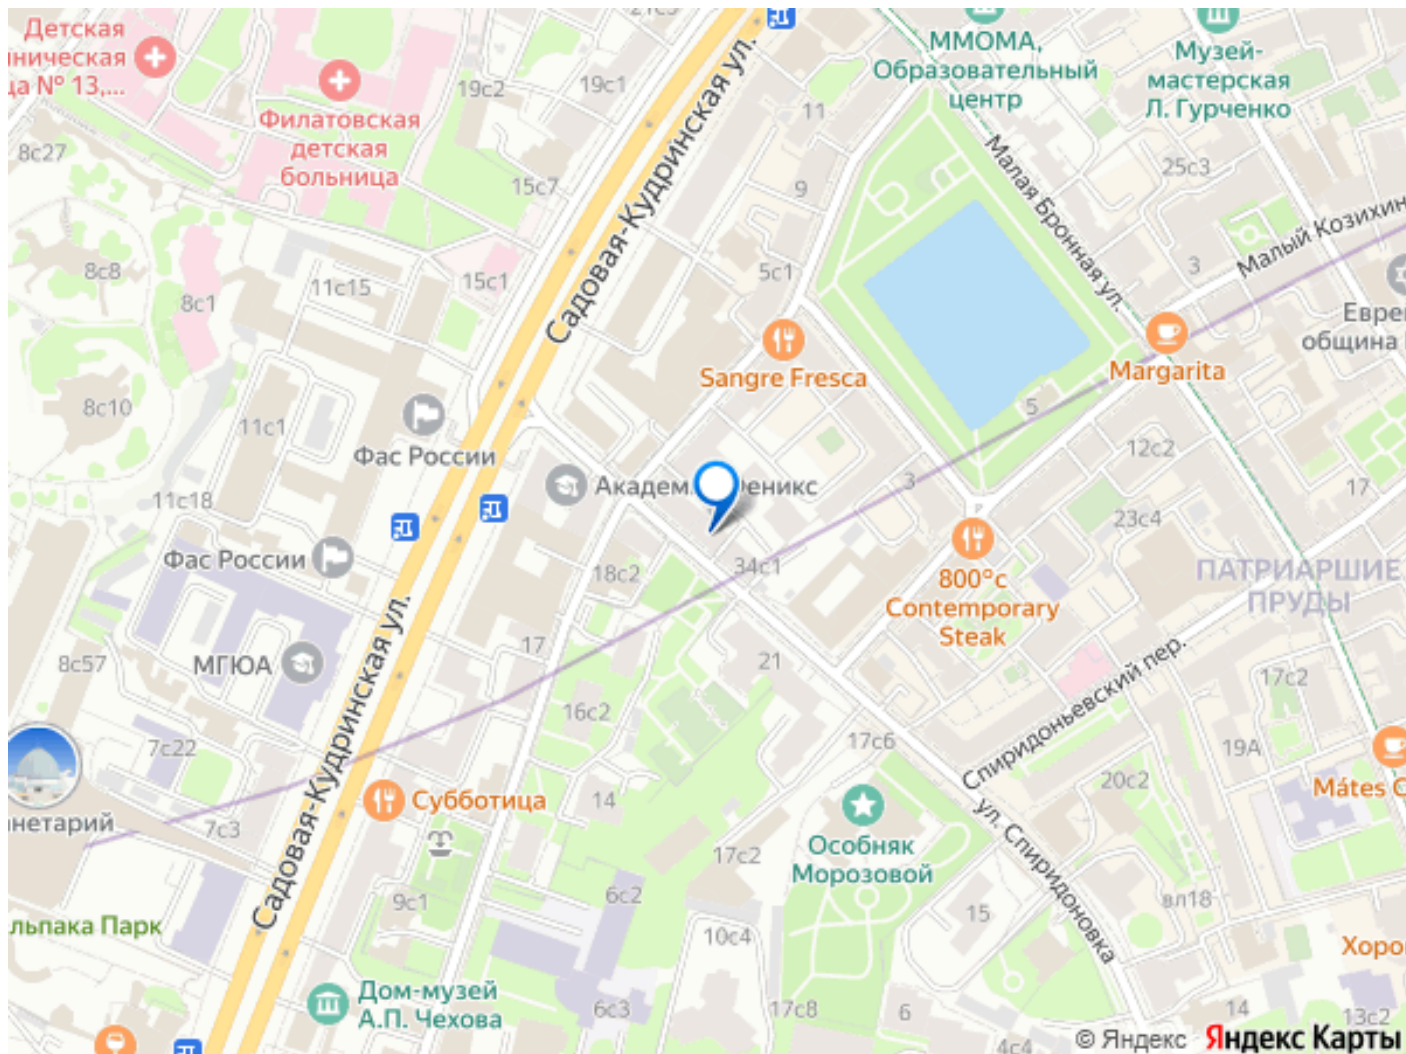 Детская
ца № 13,...
Филатовская
детская
больница
8с27
19с2
19с1
15с7
15с1
11
9
5с1
ММОМА,
Образовательный
центр
Музей-
мастерская
Л. Гурченко
25с3
Малая Бронная ул.
Малый Козихин
3
Садовая-Кудринская ул.
8с8
8с1
11с15
8с10
11с1
11с18
Фас России
Sangre Fresca
Margarita
5
12с2
17
23с4
3
Академ
еникс
Фас России
18с2
34с1
800°c
Contemporary
Steak
ПАТРИАРШИЕ
ПРУДЫ
МГЮА
8с57
17
21
16с2
17с6
Спиридоньевский пер.
17с2
19А
20с2
7с22
7с3
анетарий
Садовая-Кудринская ул.
Субботица
14
17с2
Особняк
Морозовой
ул. Спиридоновка
Mátes C
льпака Парк
9с1
6с2
10с4
15
вл18
Хоро
Дом-музей
А.П. Чехова
6с3
17с8
6
4с4
14
13с2
© Яндекс Яндекс Карты